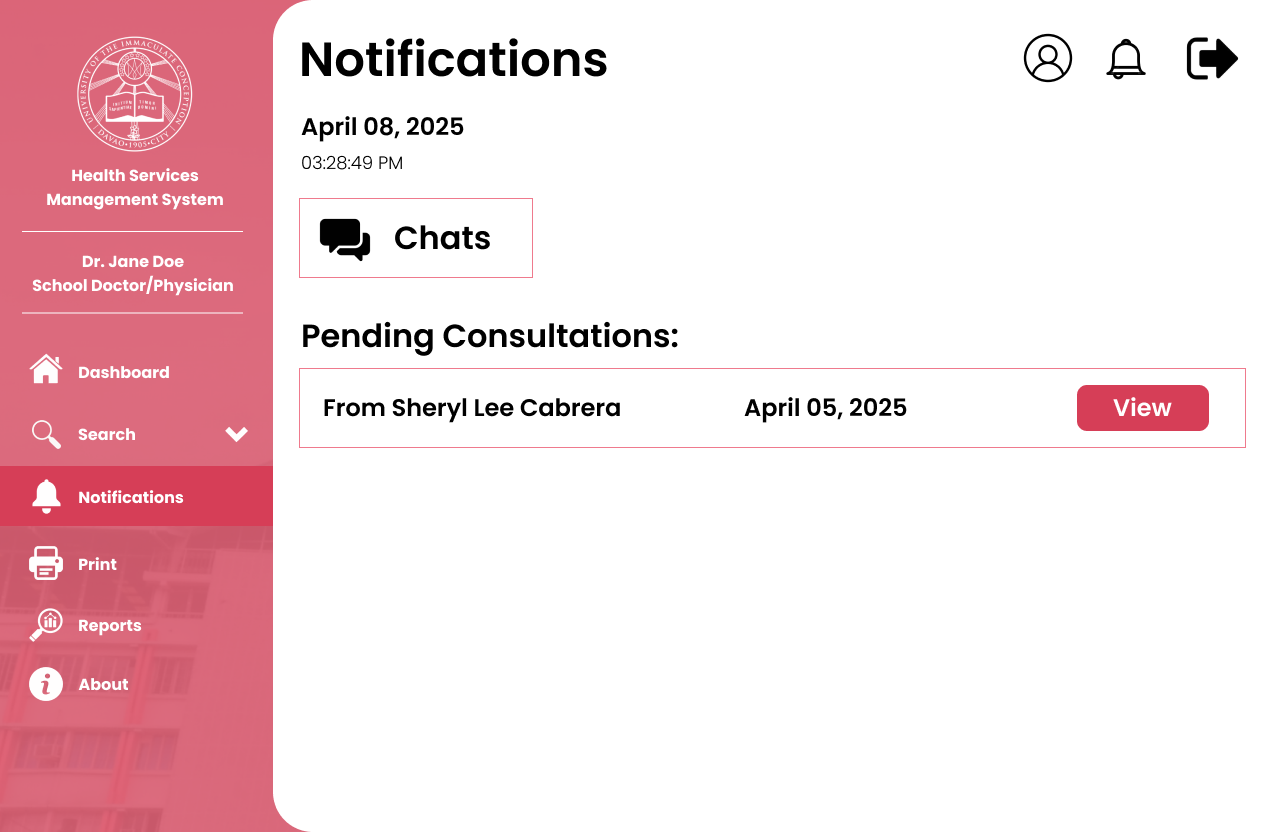 UNIVERSITY OF THE IMMACULATE CONCEPTION
DAVAO • 1905 • CITY
Health Services
Management System
Dr. Jane Doe
School Doctor/Physician
Dashboard
Search
Notifications
Print
Reports
About
Notifications
April 08, 2025
03:28:49 PM
Chats
Pending Consultations:
From Sheryl Lee Cabrera
April 05, 2025
View